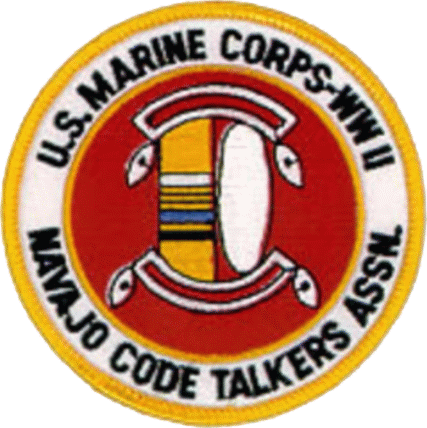 U.S. MARINE CORPS-WW II
NAVAJO CODE TALKERS ASSN.